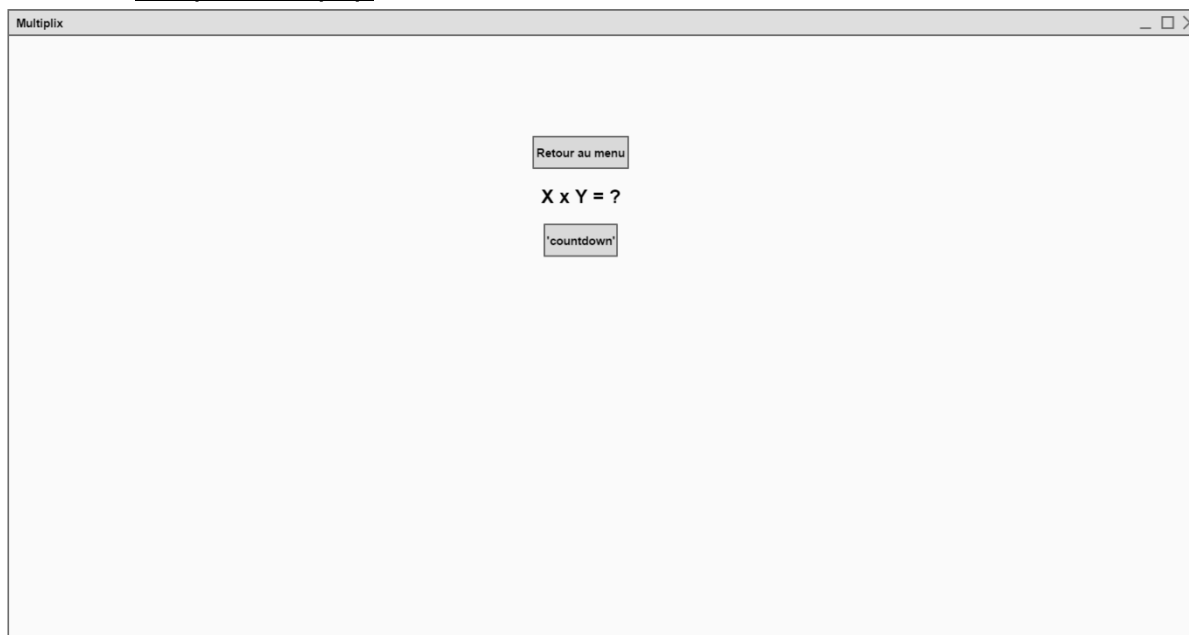 Multiplix
Retour au menu
X x Y = ?
'countdown'